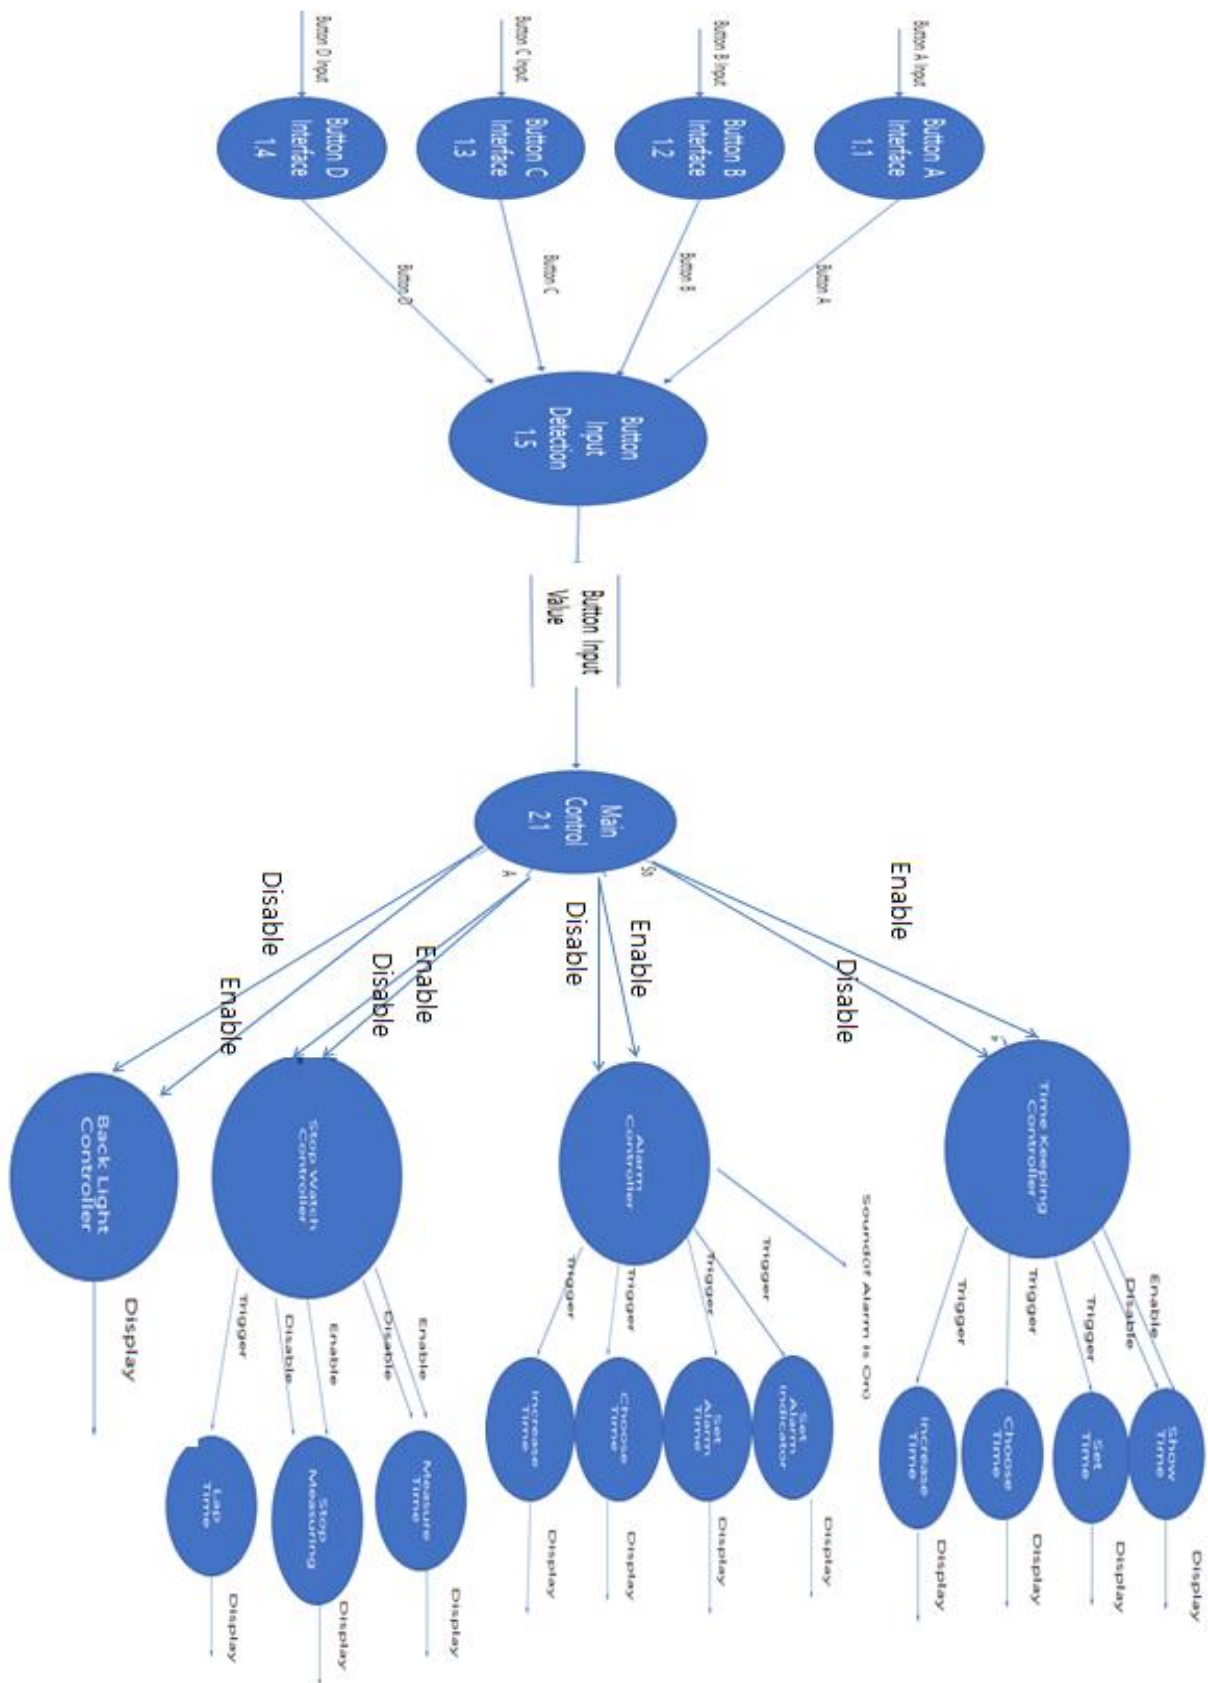 Button A Input
Button A
Interface
1.1
Button A
Button B Input
Button B
Interface
1.2
Button B
Button C Input
Button C
Interface
1.3
Button C
Button D Input
Button D
Interface
1.4
Button D
Button
Input
Detection
1.5
Button Input
Value
Main
Control
2.1
So
A
Enable
Disable
Enable
Disable
Enable
Disable
Disable
Enable
Time Keeping
Controller
Enable
Disable
Trigger
Trigger
Trigger
Show
Time
Display
Set
Time
Display
Choose
Time
Display
Increase
Time
Display
Alarm
Controller
Sound(if Alarm is On)
Trigger
Trigger
Trigger
Trigger
Set
Alarm
Indicator
Display
Set
Alarm
Time
Display
Choose
Time
Display
Increase
Time
Display
Stop Watch
Controller
Enable
Disable
Enable
Disable
Trigger
Measure
Time
Display
Stop
Measuring
Display
Lap
Time
Display
Back Light
Controller
Display